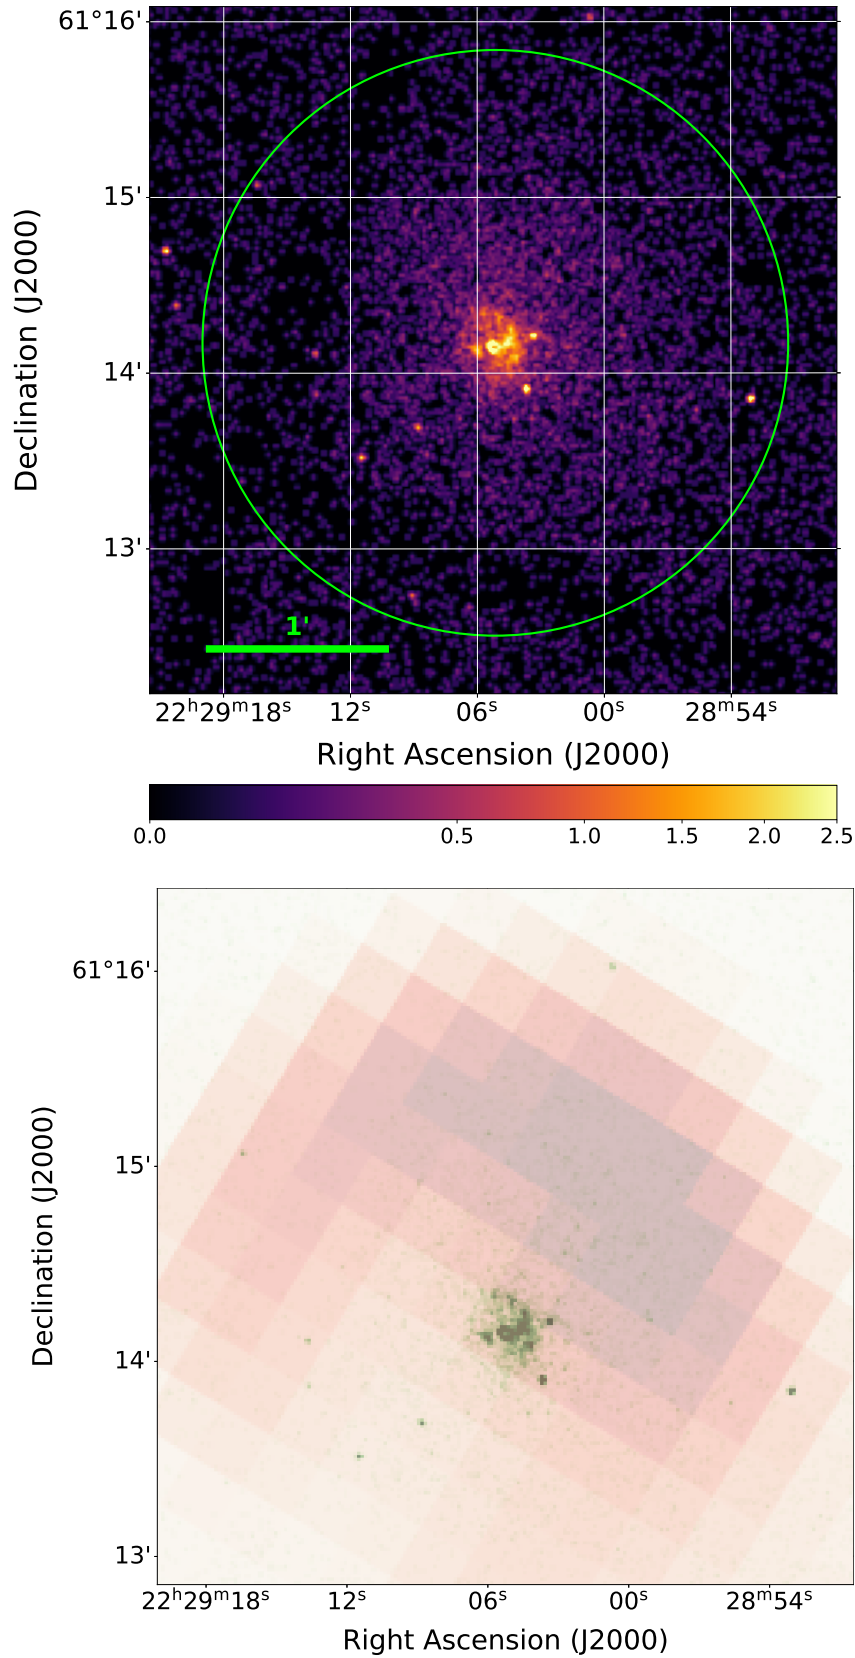 61°16'
15'
14'
13'
Declination (J2000)
1'
22ʰ29ᵐ18ˢ 12ˢ 06ˢ 00ˢ 28ᵐ54ˢ
Right Ascension (J2000)
0.0 0.5 1.0 1.5 2.0 2.5
61°16'
15'
14'
13'
Declination (J2000)
22ʰ29ᵐ18ˢ 12ˢ 06ˢ 00ˢ 28ᵐ54ˢ
Right Ascension (J2000)